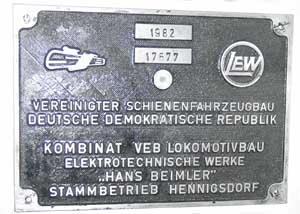 1982
17677
LEW
VEREINIGTER SCHIENENFAHRZEUGBAU
DEUTSCHE DEMOKRATISCHE REPUBLIK
KOMBINAT VEB LOKOMOTIVBAU
ELEKTROTECHNISCHE WERKE
„HANS BEIMLER"
STAMMBETRIEB HENNIGSDORF